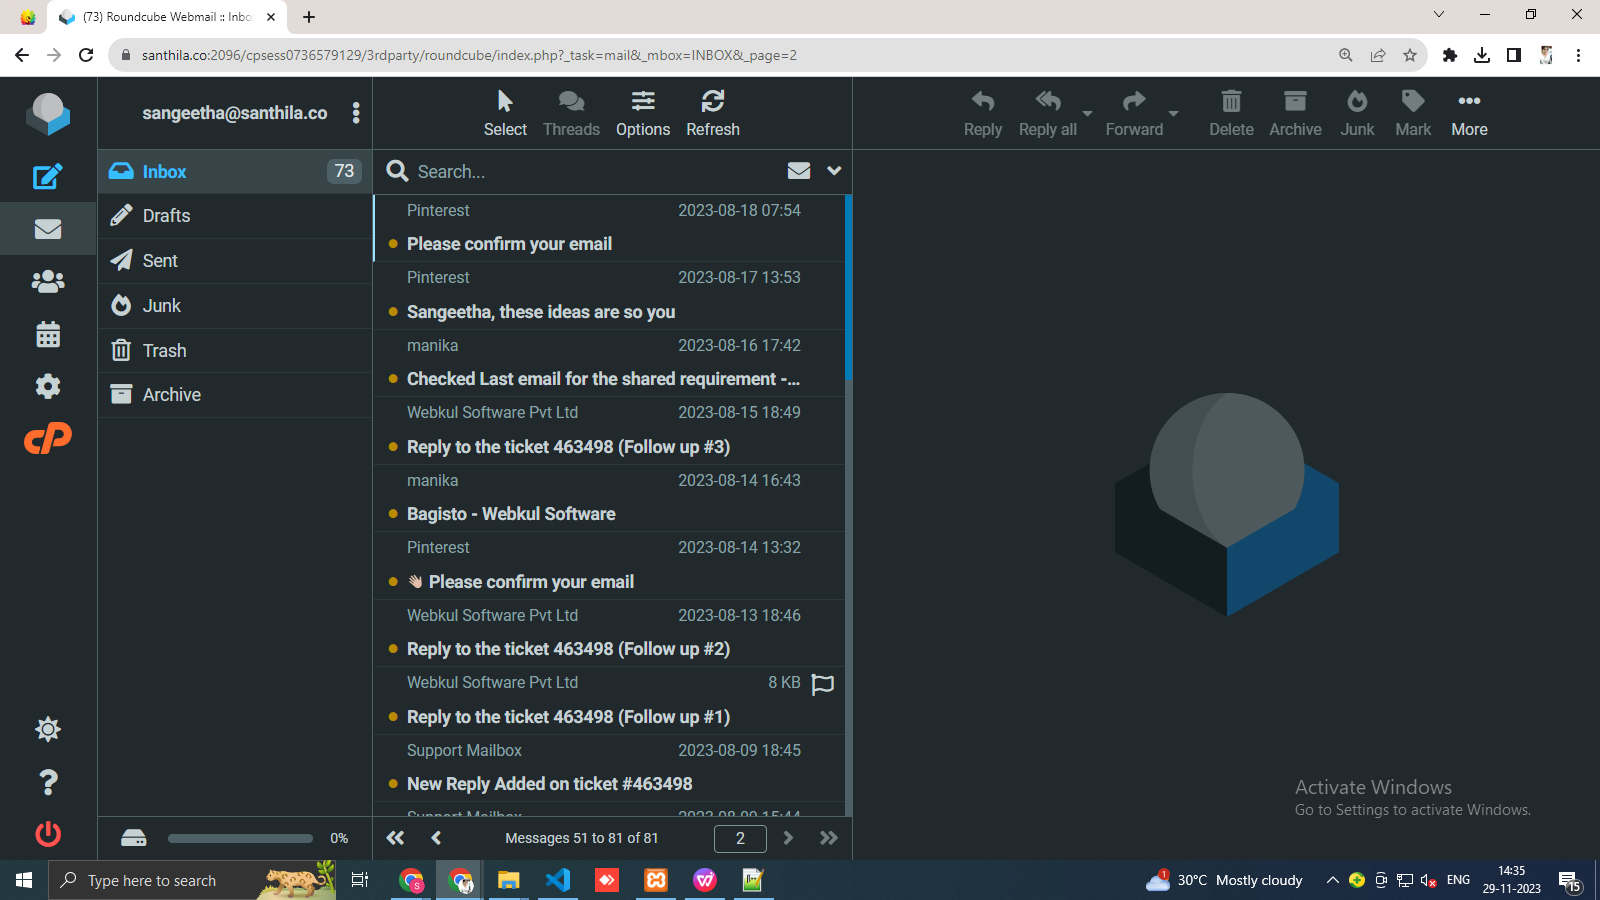 (73) Roundcube Webmail :: Inbo
santhila.co:2096/cpsess0736579129/3rdparty/roundcube/index.php?_task=mail&_mbox=INBOX&_page=2
sangeetha@santhila.co
Select
Threads
Options
Refresh
Reply
Reply all
Forward
Delete
Archive
Junk
Mark
More
Inbox
73
Drafts
Sent
Junk
Trash
Archive
Search...
Pinterest 2023-08-18 07:54
Please confirm your email
Pinterest 2023-08-17 13:53
Sangeetha, these ideas are so you
manika 2023-08-16 17:42
Checked Last email for the shared requirement -...
Webkul Software Pvt Ltd 2023-08-15 18:49
Reply to the ticket 463498 (Follow up #3)
manika 2023-08-14 16:43
Bagisto - Webkul Software
Pinterest 2023-08-14 13:32
👋🏻 Please confirm your email
Webkul Software Pvt Ltd 2023-08-13 18:46
Reply to the ticket 463498 (Follow up #2)
Webkul Software Pvt Ltd 8 KB
Reply to the ticket 463498 (Follow up #1)
Support Mailbox 2023-08-09 18:45
New Reply Added on ticket #463498
Support Mailbox 2023-08-09 15:44
0%
Messages 51 to 81 of 81
2
Activate Windows
Go to Settings to activate Windows.
Type here to search
1
30°C Mostly cloudy
ENG
14:35
29-11-2023
15